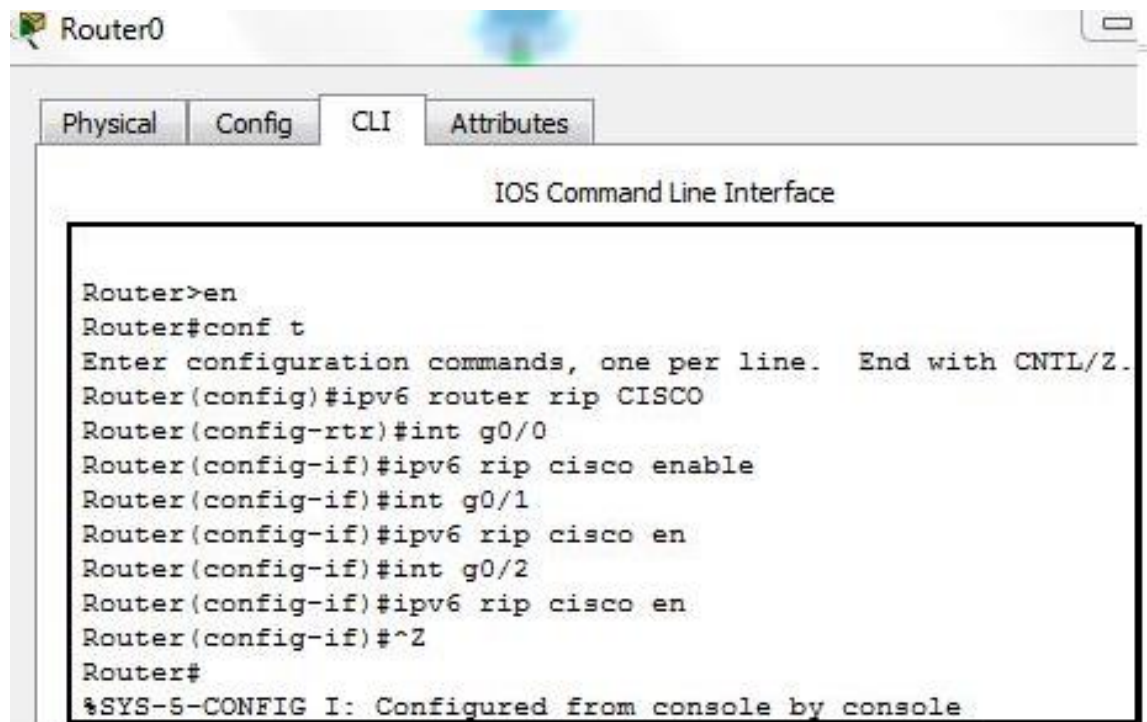 Router0
Physical Config CLI Attributes
IOS Command Line Interface
Router>en
Router#conf t
Enter configuration commands, one per line.  End with CNTL/Z.
Router(config)#ipv6 router rip CISCO
Router(config-rtr)#int g0/0
Router(config-if)#ipv6 rip cisco enable
Router(config-if)#int g0/1
Router(config-if)#ipv6 rip cisco en
Router(config-if)#int g0/2
Router(config-if)#ipv6 rip cisco en
Router(config-if)#^Z
Router#
%SYS-5-CONFIG_I: Configured from console by console